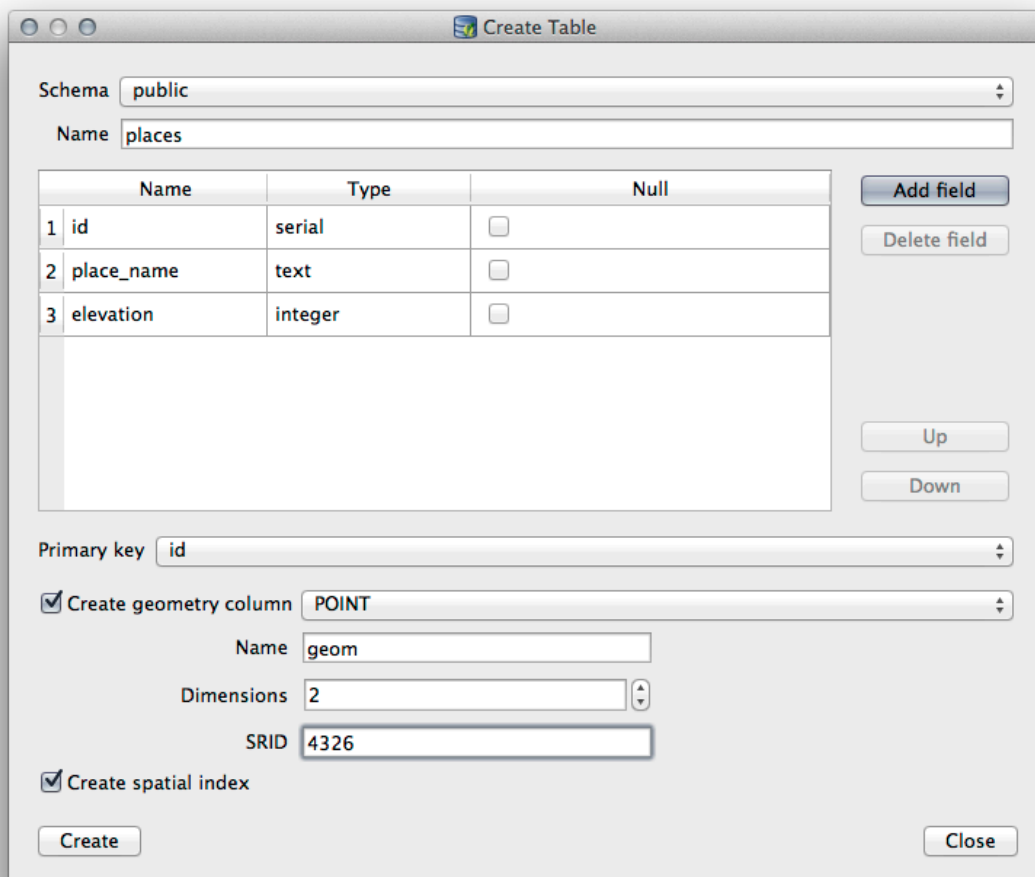 Create Table
Schema public
Name places
Name Type Null
1 id serial
2 place_name text
3 elevation integer
Add field
Delete field
Up
Down
Primary key id
Create geometry column POINT
Name geom
Dimensions 2
SRID 4326
Create spatial index
Create Close